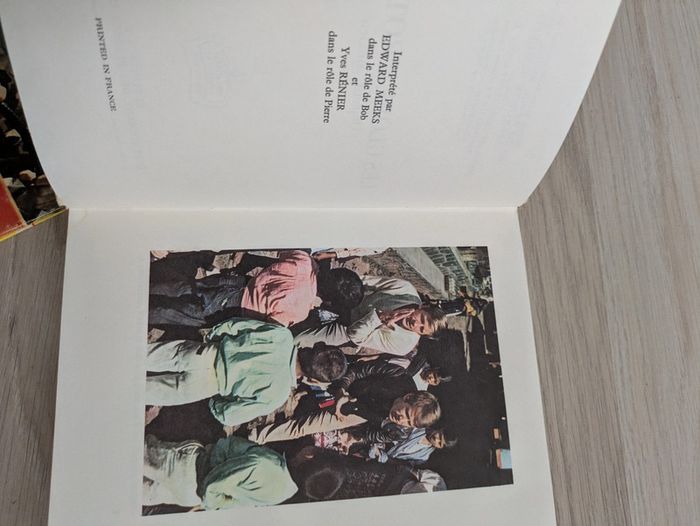 Interprété par
EDWARD MEEKS
dans le rôle de Bob
et
Yves RÉNIER
dans le rôle de Pierre
PRINTED IN FRANCE